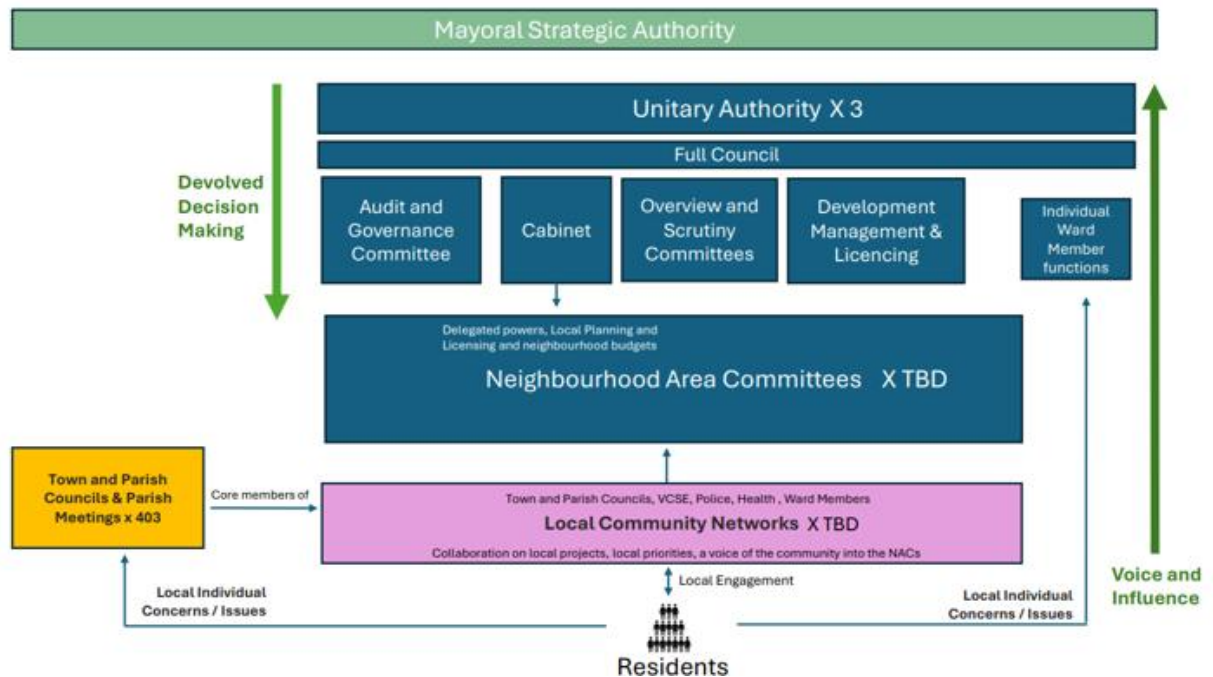 Mayoral Strategic Authority
Unitary Authority X 3
Full Council
Devolved
Decision
Making
Audit and
Governance
Committee
Cabinet
Overview and
Scrutiny
Committees
Development
Management &
Licencing
Individual
Ward
Member
functions
Delegated powers, Local Planning and
Licensing and neighbourhood budgets
Neighbourhood Area Committees X TBD
Town and Parish
Councils & Parish
Meetings x 403
Core members of
Town and Parish Councils, VCSE, Police, Health , Ward Members
Local Community Networks X TBD
Collaboration on local projects, local priorities, a voice of the community into the NACs
Local Engagement
Local Individual
Concerns / Issues
Local Individual
Concerns / Issues
Voice and
Influence
Residents